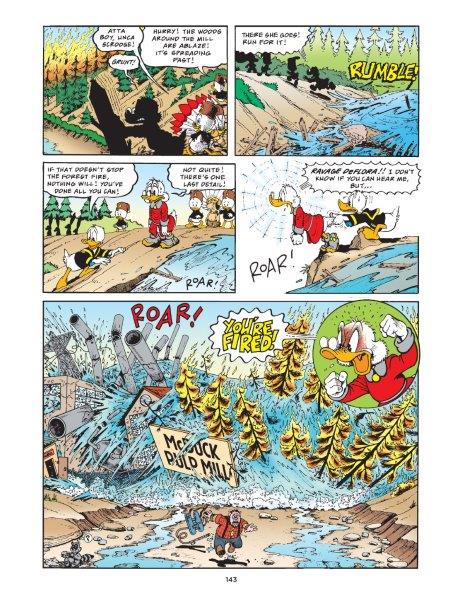 ATTA
BOY, UNCA
SCROOGE!
GRUNT!
HURRY! THE WOODS
AROUND THE MILL
ARE ABLAZE!
IT'S SPREADING
FAST!
THERE SHE GOES!
RUN FOR IT!
RUMBLE!
IF THAT DOESN'T STOP
THE FOREST FIRE,
NOTHING WILL! YOU'VE
DONE ALL YOU CAN!
NOT QUITE!
THERE'S ONE
LAST DETAIL!
ROAR!
RAVAGE DEFLORA!! I DON'T
KNOW IF YOU CAN HEAR ME,
BUT...
ROAR!
ROAR!
YOU'RE
FIRED!
McDUCK
PULP MILL
143